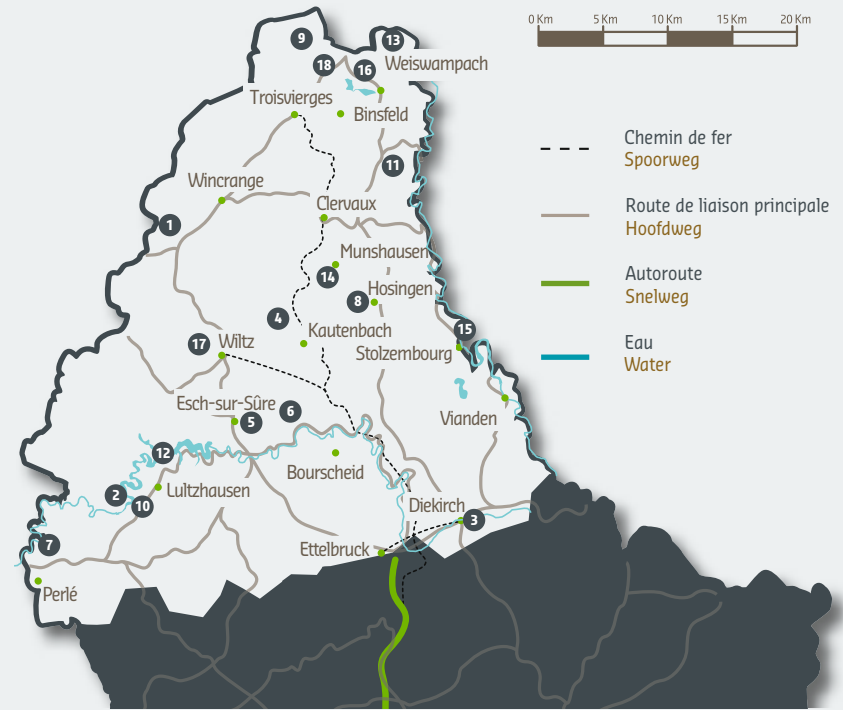 0 Km 5 Km 10 Km 15 Km 20 Km
9
13
18
16
Weiswampach
Troisvierges
Binsfeld
Chemin de fer
Spoorweg
11
Wincrange
Clervaux
Route de liaison principale
Hoofdweg
1
Munshausen
14
Hosingen
8
Autoroute
Snelweg
4
Kautenbach
15
17
Wiltz
Stolzembourg
Eau
Water
Esch-sur-Sûre
5
6
Vianden
12
Bourscheid
2
10
Lultzhausen
Diekirch
3
7
Ettelbruck
Perlé